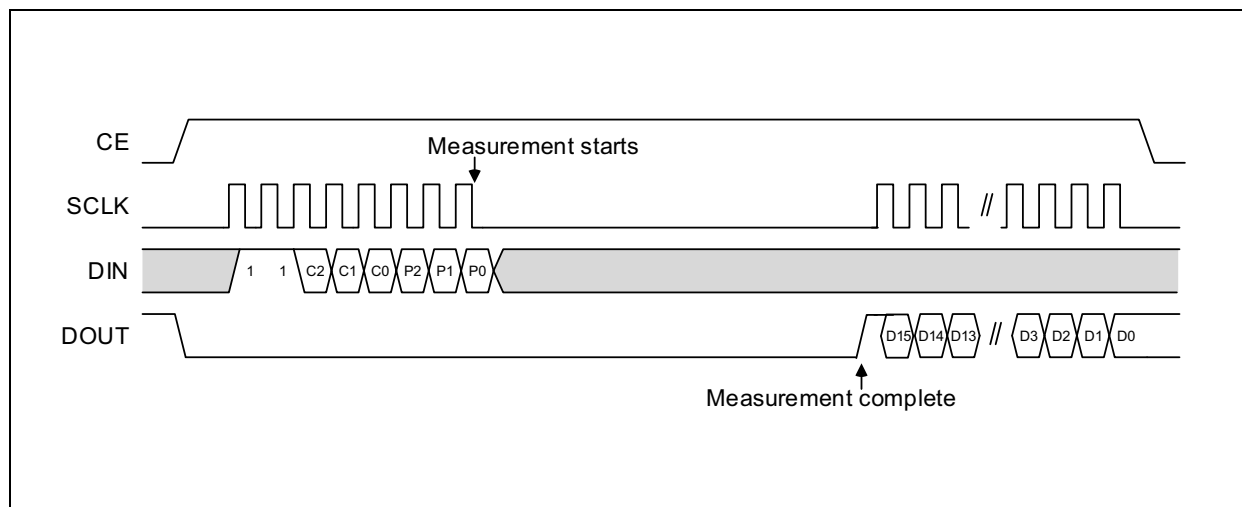 CE
Measurement starts
SCLK
//
DIN
1 1 C2 C1 C0 P2 P1 P0
DOUT
D15 D14 D13 // D3 D2 D1 D0
Measurement complete